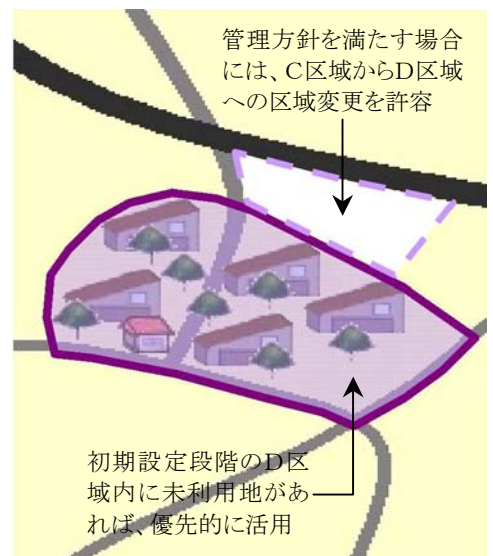 管理方針を満たす場合
には、C区域からD区域
への区域変更を許容
初期設定段階のD区
域内に未利用地があ
れば、優先的に活用